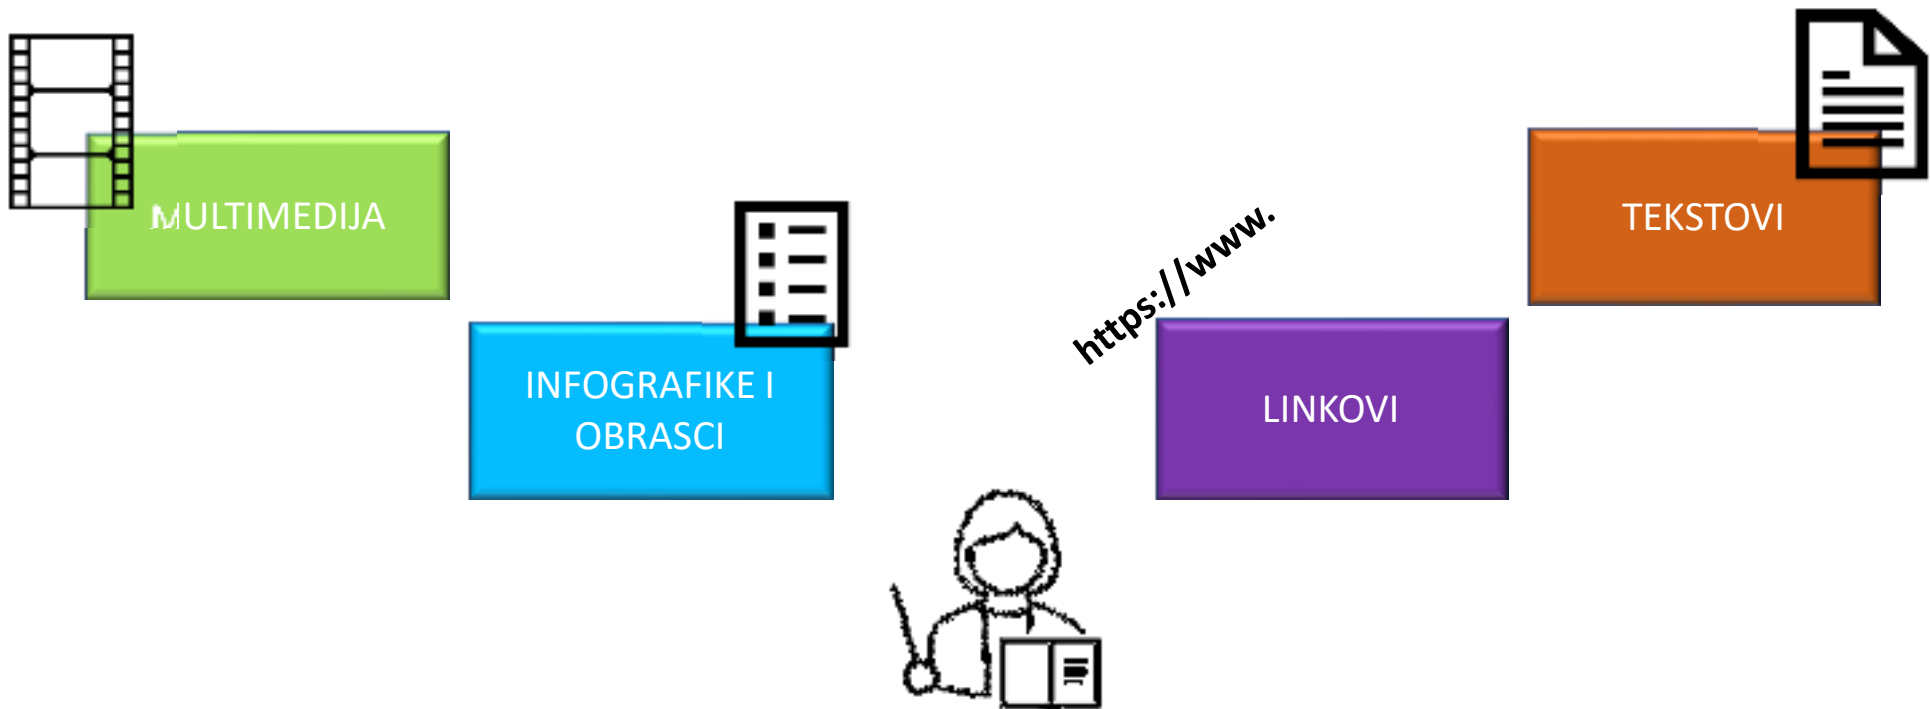 MULTIMEDIJA
INFOGRAFIKE I
OBRASCI
https://www.
LINKOVI
TEKSTOVI